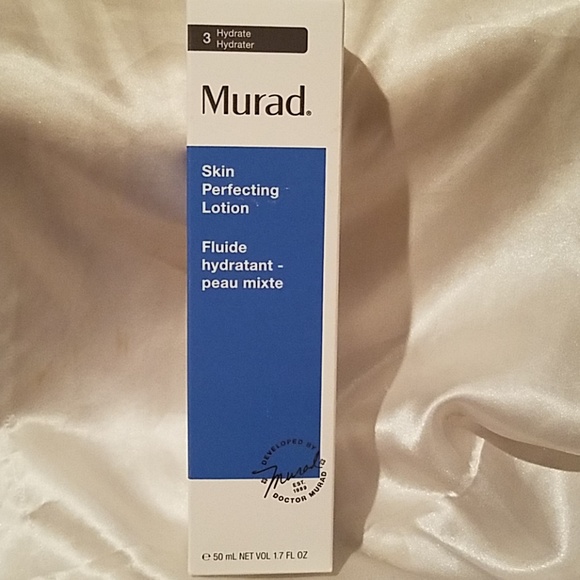 3 Hydrate
Hydrater
Murad®
Skin
Perfecting
Lotion
Fluide
hydratant -
peau mixte
DEVELOPED BY
Murad
EST.
1989
DOCTOR MURAD
℮ 50 mL NET VOL 1.7 FL OZ